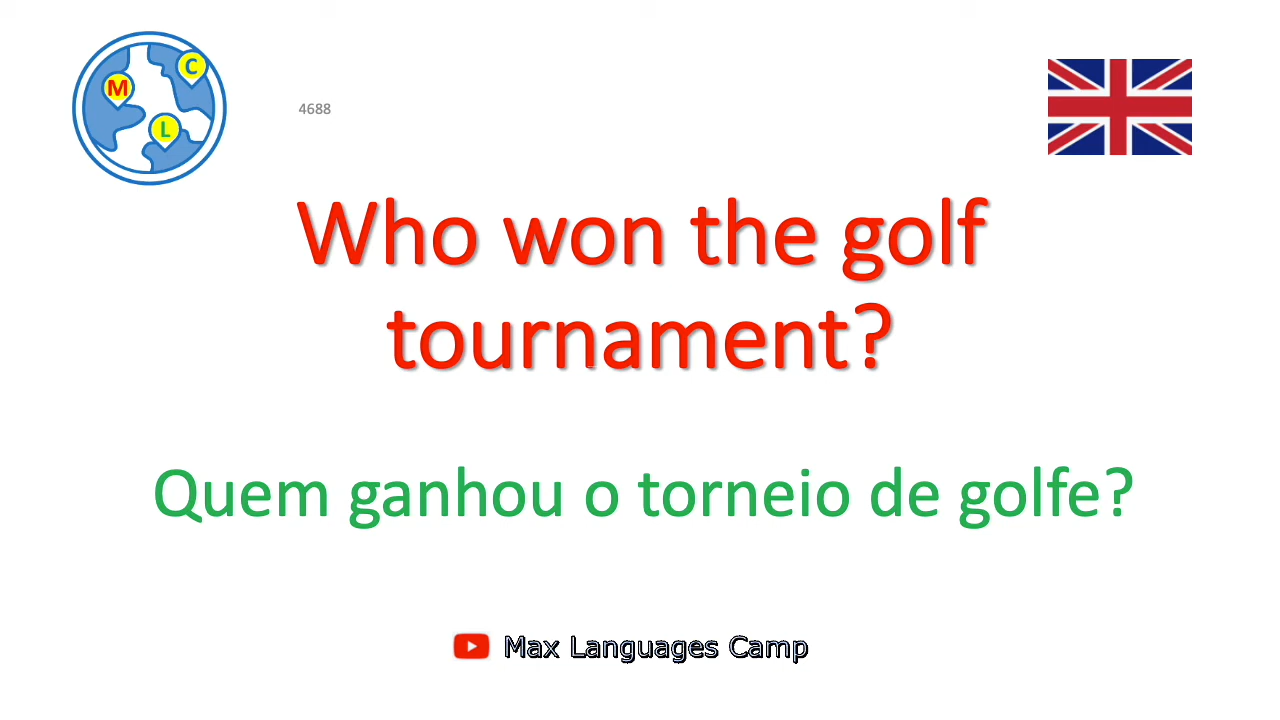 C
M
L
4688
Who won the golf
tournament?
Quem ganhou o torneio de golfe?
Max Languages Camp